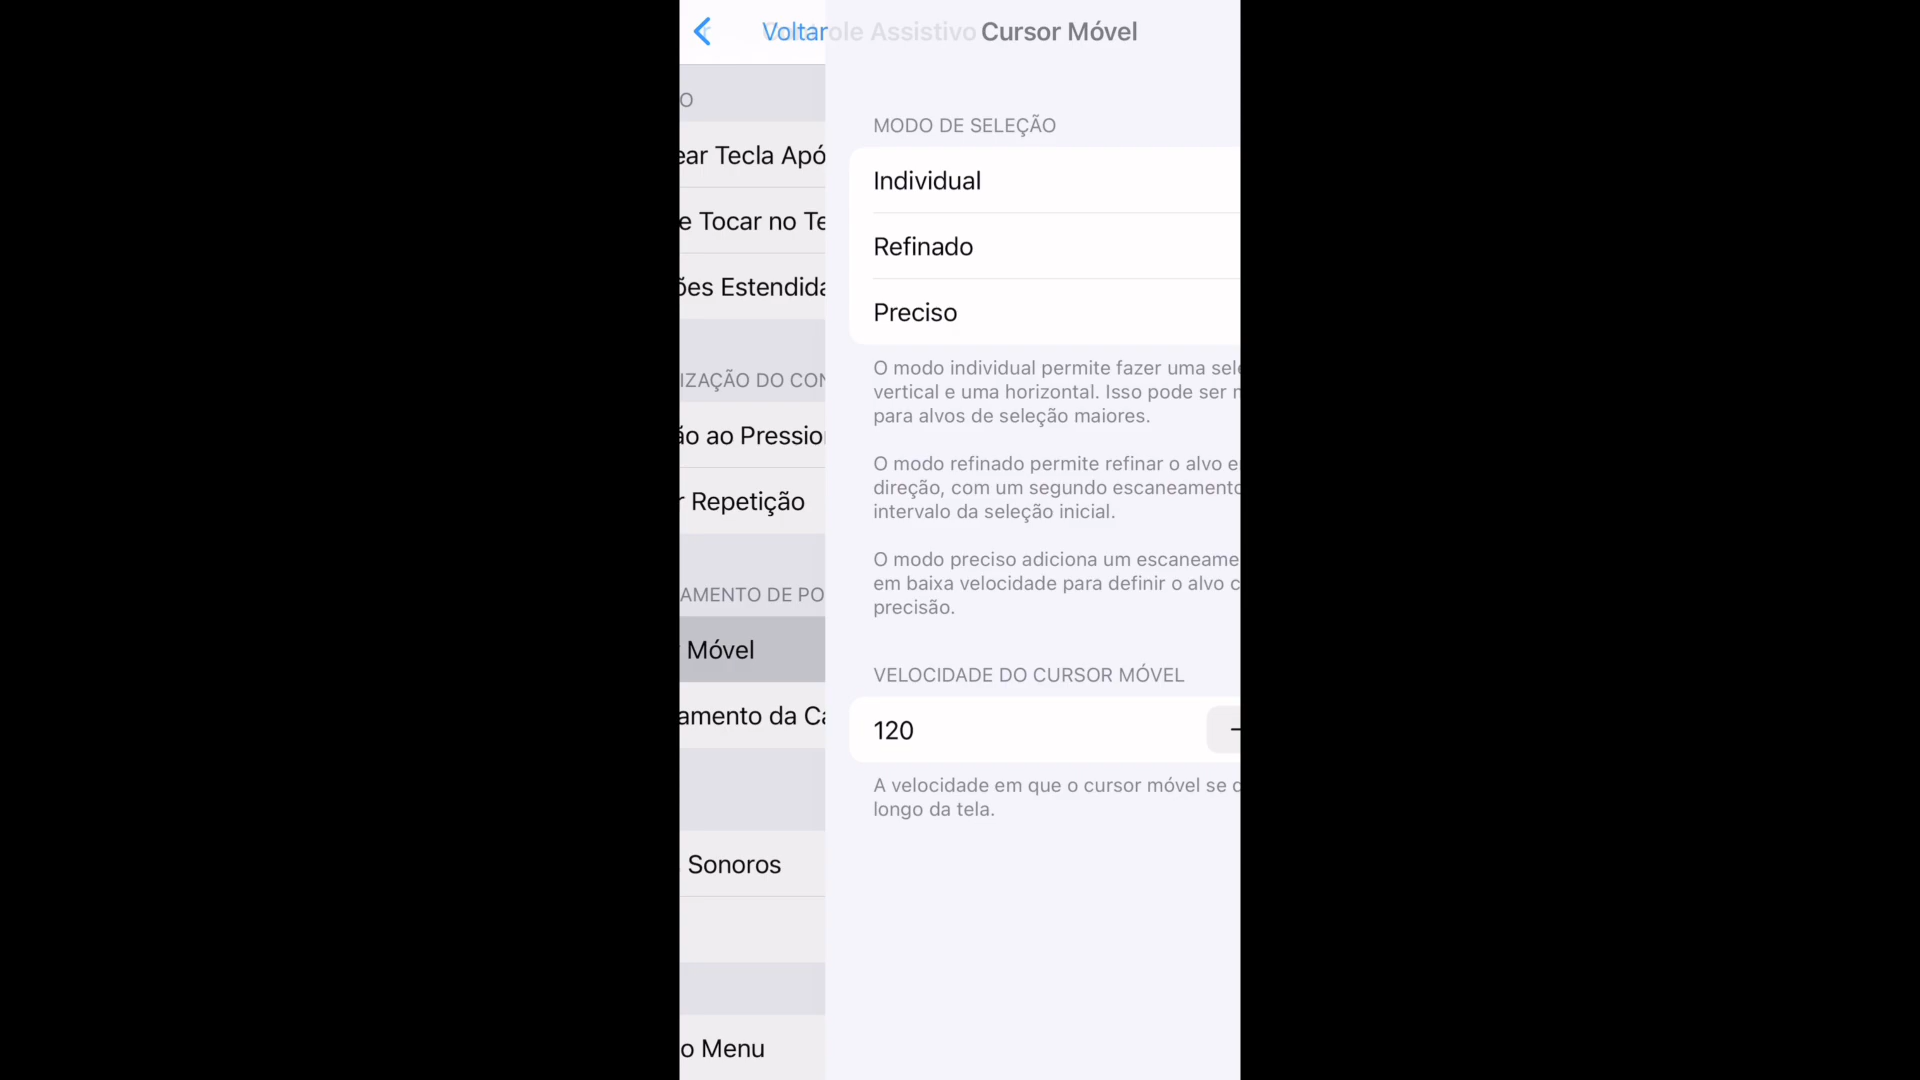 Voltar
ole Assistivo
Cursor Móvel
O
ear Tecla Apó
e Tocar no Te
ões Estendida
IZAÇÃO DO CON
ão ao Pression
r Repetição
AMENTO DE PO
Móvel
amento da Ca
Sonoros
o Menu
MODO DE SELEÇÃO
Individual
Refinado
Preciso
O modo individual permite fazer uma sele
vertical e uma horizontal. Isso pode ser m
para alvos de seleção maiores.
O modo refinado permite refinar o alvo e
direção, com um segundo escaneamento
intervalo da seleção inicial.
O modo preciso adiciona um escaneame
em baixa velocidade para definir o alvo c
precisão.
VELOCIDADE DO CURSOR MÓVEL
120
A velocidade em que o cursor móvel se d
longo da tela.